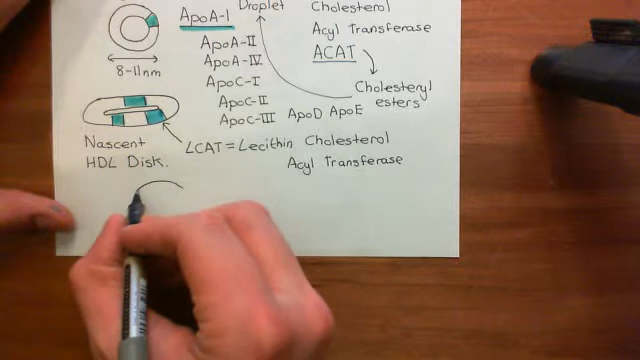 ApoA-I
Droplet
Cholesterol
Acyl Transferase
ACAT
Cholesteryl
esters
8-11nm
ApoA-II
ApoA-IV
ApoC-I
ApoC-II
ApoC-III ApoD ApoE
Nascent
HDL Disk.
LCAT = Lecithin Cholesterol
Acyl Transferase